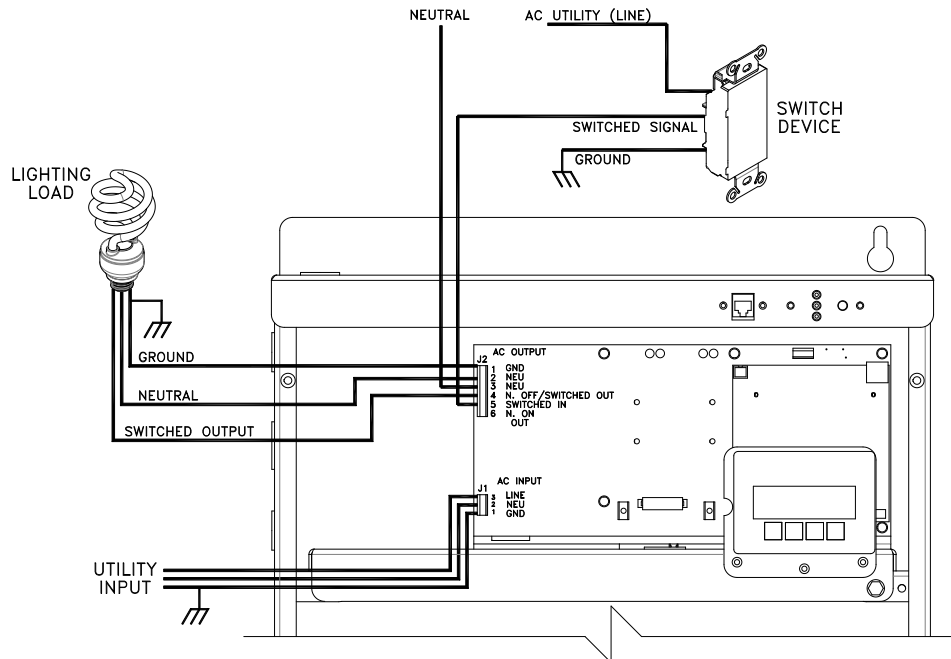 NEUTRAL
AC UTILITY (LINE)
SWITCH
DEVICE
SWITCHED SIGNAL
GROUND
LIGHTING
LOAD
GROUND
NEUTRAL
SWITCHED OUTPUT
AC OUTPUT
J2
1 GND
2 NEU
3 NEU
4 N. OFF/SWITCHED OUT
5 SWITCHED IN
6 N. ON
OUT
AC INPUT
J1
3 LINE
2 NEU
1 GND
UTILITY
INPUT